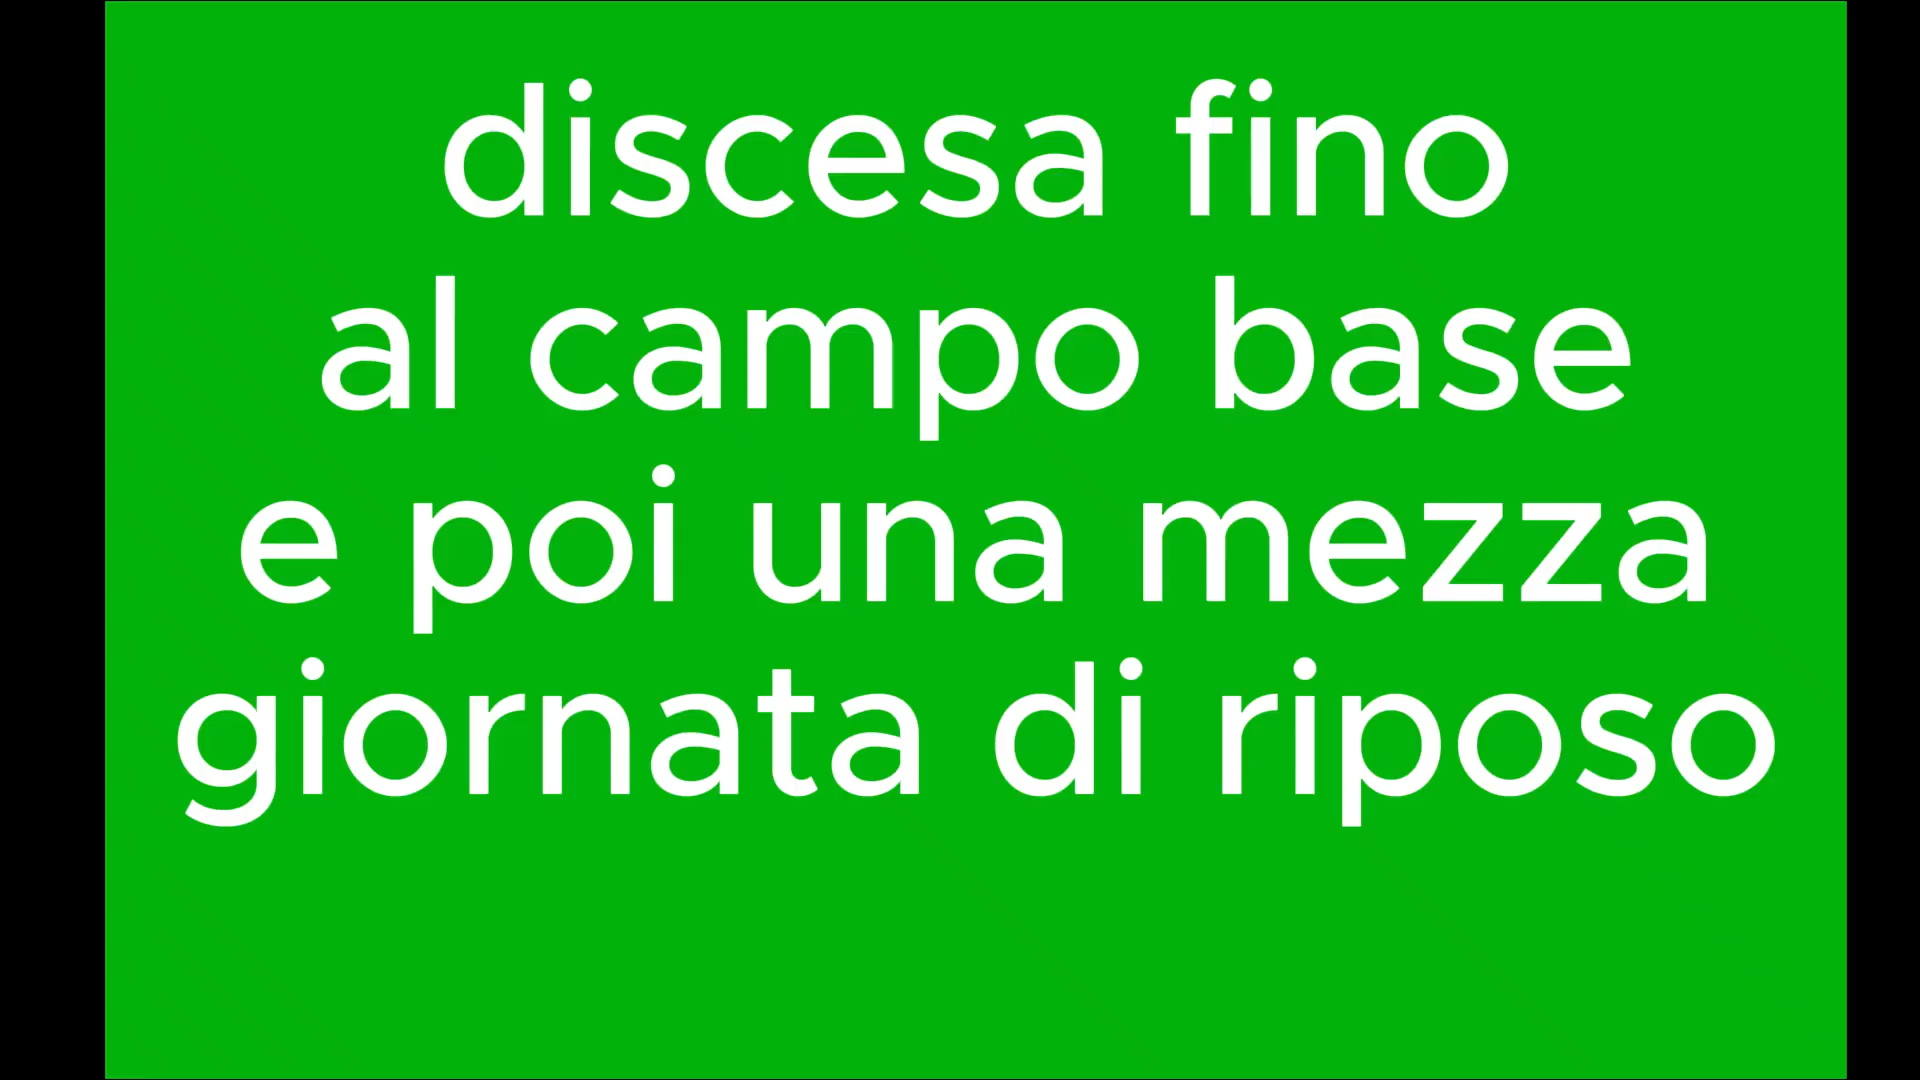 discesa fino
al campo base
e poi una mezza
giornata di riposo